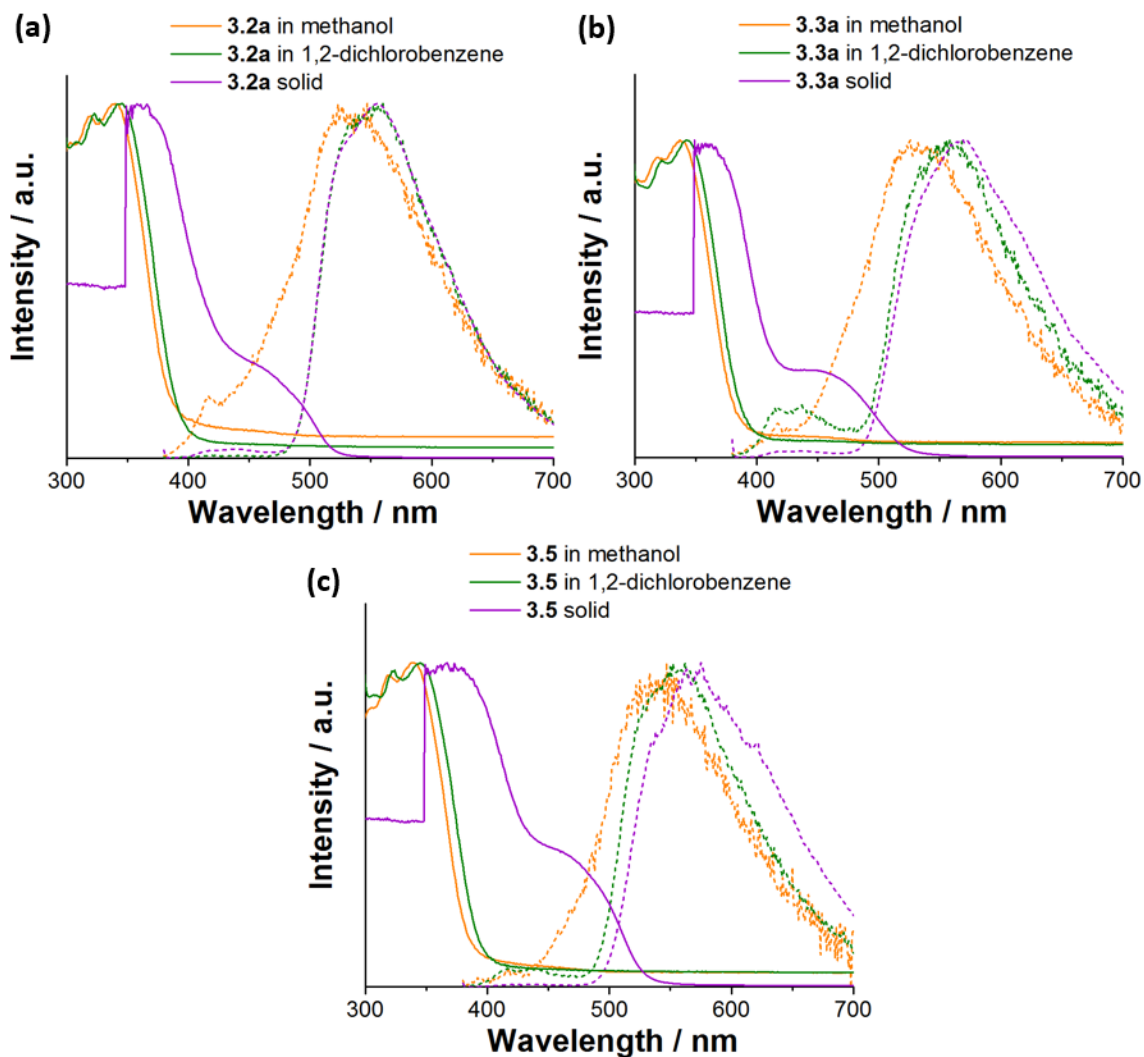 (a)
3.2a in methanol
3.2a in 1,2-dichlorobenzene
3.2a solid
Intensity / a.u.
300 400 500 600 700
Wavelength / nm
(b)
3.3a in methanol
3.3a in 1,2-dichlorobenzene
3.3a solid
Intensity / a.u.
300 400 500 600 700
Wavelength / nm
(c)
3.5 in methanol
3.5 in 1,2-dichlorobenzene
3.5 solid
Intensity / a.u.
300 400 500 600 700
Wavelength / nm